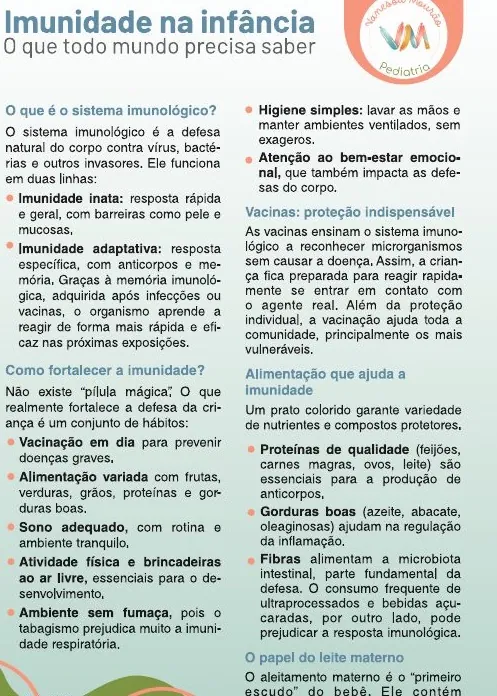 Imunidade na infância
O que todo mundo precisa saber
Vanessa Mourão
VM
Pediatria
O que é o sistema imunológico?
O sistema imunológico é a defesa
natural do corpo contra vírus, bacté-
rias e outros invasores. Ele funciona
em duas linhas:
Imunidade inata: resposta rápida
e geral, com barreiras como pele e
mucosas.
Imunidade adaptativa: resposta
específica, com anticorpos e me-
mória. Graças à memória imunoló-
gica, adquirida após infecções ou
vacinas, o organismo aprende a
reagir de forma mais rápida e efi-
caz nas próximas exposições.
Como fortalecer a imunidade?
Não existe “pílula mágica”. O que
realmente fortalece a defesa da cri-
ança é um conjunto de hábitos:
Vacinação em dia para prevenir
doenças graves.
Alimentação variada com frutas,
verduras, grãos, proteínas e gor-
duras boas.
Sono adequado, com rotina e
ambiente tranquilo.
Atividade física e brincadeiras
ao ar livre, essenciais para o de-
senvolvimento.
Ambiente sem fumaça, pois o
tabagismo prejudica muito a imuni-
dade respiratória.
Higiene simples: lavar as mãos e
manter ambientes ventilados, sem
exageros.
Atenção ao bem-estar emocio-
nal, que também impacta as defe-
sas do corpo.
Vacinas: proteção indispensável
As vacinas ensinam o sistema imuno-
lógico a reconhecer microrganismos
sem causar a doença. Assim, a crian-
ça fica preparada para reagir rapida-
mente se entrar em contato com
o agente real. Além da proteção
individual, a vacinação ajuda toda a
comunidade, principalmente os mais
vulneráveis.
Alimentação que ajuda a
imunidade
Um prato colorido garante variedade
de nutrientes e compostos protetores.
Proteínas de qualidade (feijões,
carnes magras, ovos, leite) são
essenciais para a produção de
anticorpos.
Gorduras boas (azeite, abacate,
oleaginosas) ajudam na regulação
da inflamação.
Fibras alimentam a microbiota
intestinal, parte fundamental da
defesa. O consumo frequente de
ultraprocessados e bebidas açu-
caradas, por outro lado, pode
prejudicar a resposta imunológica.
O papel do leite materno
O aleitamento materno é o “primeiro
escudo” do bebê. Ele contém